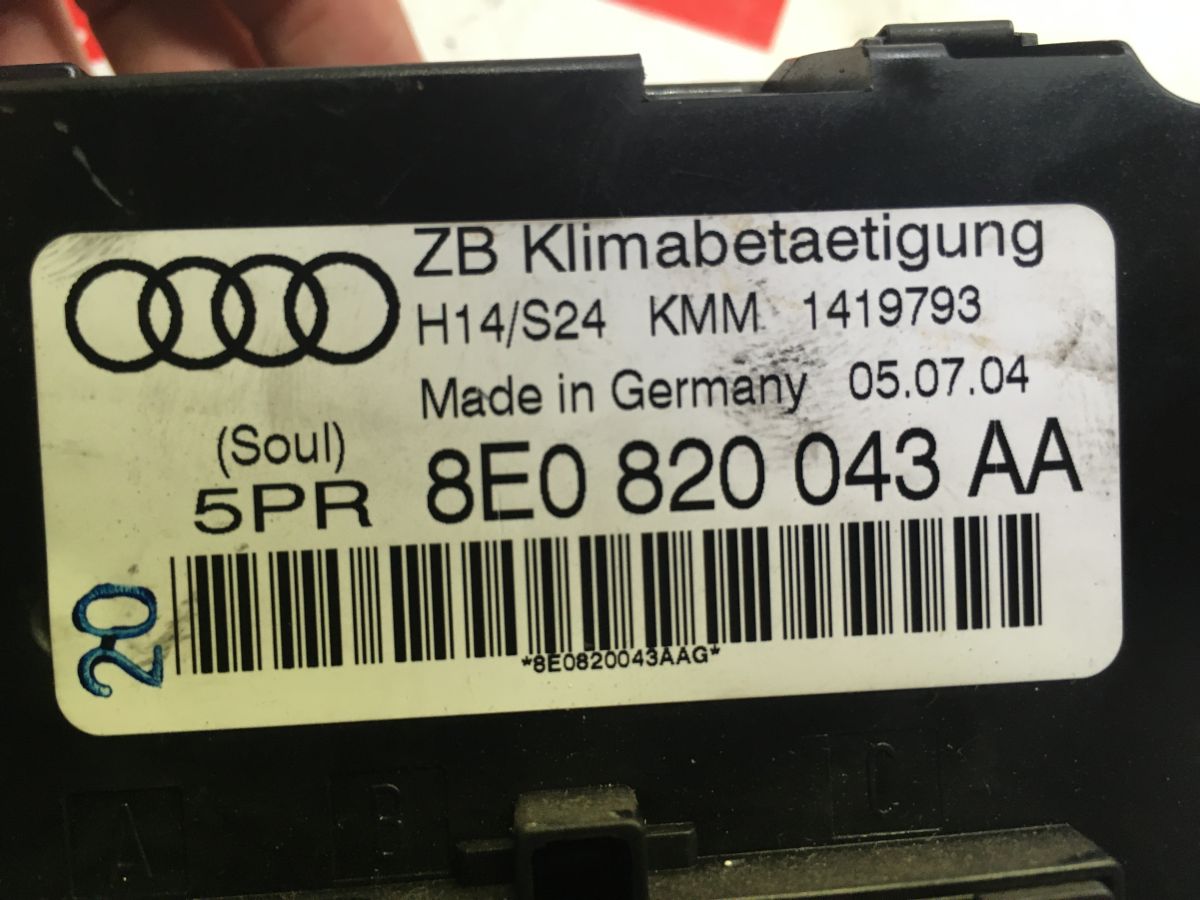 ZB Klimabetaetigung
H14/S24 KMM 1419793
Made in Germany 05.07.04
(Soul)
5PR 8E0 820 043 AA
20
*8E0820043AAG*
A B C